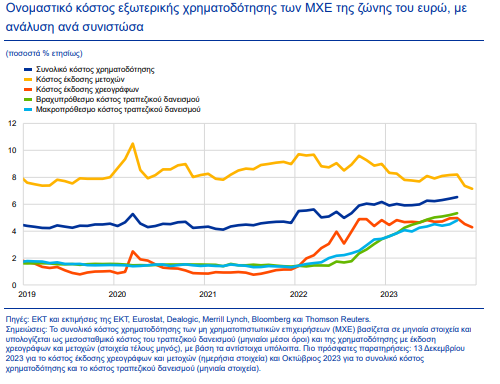 Ονομαστικό κόστος εξωτερικής χρηματοδότησης των ΜΧΕ της ζώνης του ευρώ, με
ανάλυση ανά συνιστώσα
(ποσοστά % ετησίως)
Συνολικό κόστος χρηματοδότησης
Κόστος έκδοσης μετοχών
Κόστος έκδοσης χρεογράφων
Βραχυπρόθεσμο κόστος τραπεζικού δανεισμού
Μακροπρόθεσμο κόστος τραπεζικού δανεισμού
12
10
8
6
4
2
0
2019 2020 2021 2022 2023
Πηγές: ΕΚΤ και εκτιμήσεις της ΕΚΤ, Eurostat, Dealogic, Merrill Lynch, Bloomberg και Thomson Reuters.
Σημειώσεις: Το συνολικό κόστος χρηματοδότησης των μη χρηματοπιστωτικών επιχειρήσεων (ΜΧΕ) βασίζεται σε μηνιαία στοιχεία και
υπολογίζεται ως μεσοσταθμικό κόστος του τραπεζικού δανεισμού (μηνιαίοι μέσοι όροι) και της χρηματοδότησης με έκδοση
χρεογράφων και μετοχών (στοιχεία τέλους μηνός), με βάση τα αντίστοιχα υπόλοιπα. Πιο πρόσφατες παρατηρήσεις: 13 Δεκεμβρίου
2023 για το κόστος έκδοσης χρεογράφων και μετοχών (ημερήσια στοιχεία) και Οκτώβριος 2023 για το συνολικό κόστος
χρηματοδότησης και το κόστος τραπεζικού δανεισμού (μηνιαία στοιχεία).